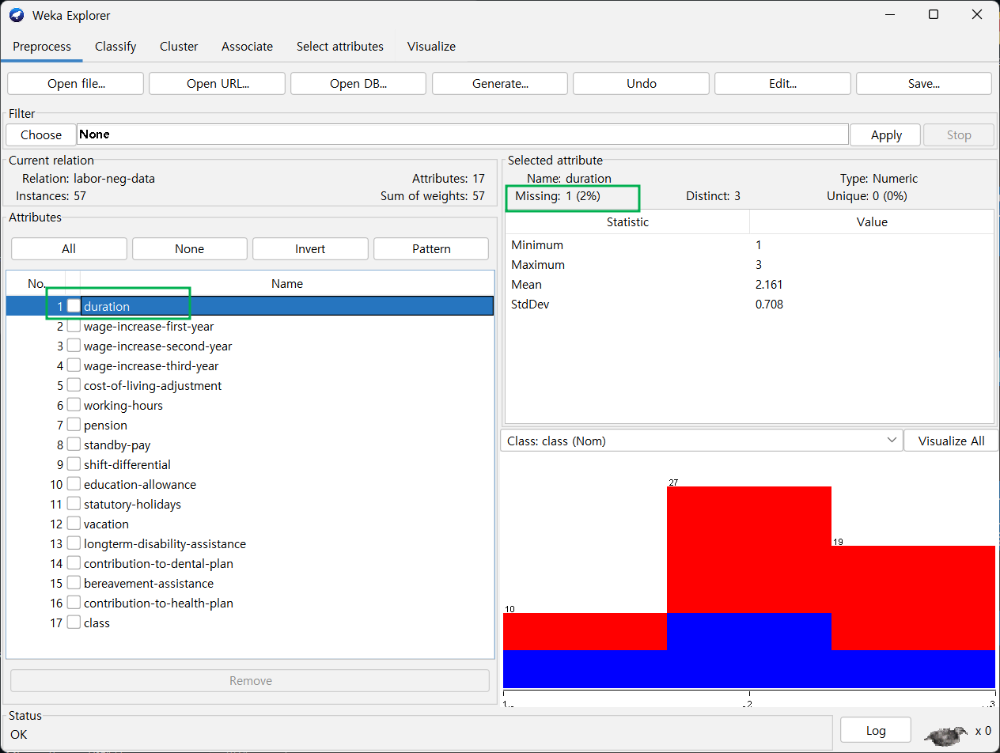 Weka Explorer
Preprocess Classify Cluster Associate Select attributes Visualize
Open file... Open URL... Open DB... Generate... Undo Edit... Save...
Filter
Choose None Apply Stop
Current relation
Relation: labor-neg-data Attributes: 17
Instances: 57 Sum of weights: 57
Attributes
All None Invert Pattern
No. Name
1 duration
2 wage-increase-first-year
3 wage-increase-second-year
4 wage-increase-third-year
5 cost-of-living-adjustment
6 working-hours
7 pension
8 standby-pay
9 shift-differential
10 education-allowance
11 statutory-holidays
12 vacation
13 longterm-disability-assistance
14 contribution-to-dental-plan
15 bereavement-assistance
16 contribution-to-health-plan
17 class
Remove
Selected attribute
Name: duration Type: Numeric
Missing: 1 (2%) Distinct: 3 Unique: 0 (0%)
Statistic Value
Minimum 1
Maximum 3
Mean 2.161
StdDev 0.708
Class: class (Nom) Visualize All
27
19
10
1 2 3
Status
OK
Log x 0